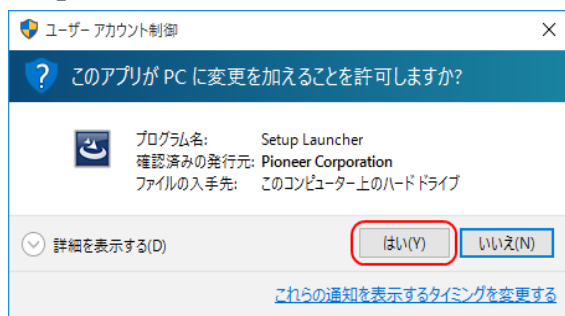 ユーザー アカウント制御
このアプリが PC に変更を加えることを許可しますか?
プログラム名: Setup Launcher
確認済みの発行元: Pioneer Corporation
ファイルの入手先: このコンピューター上のハード ドライブ
詳細を表示する(D) はい(Y) いいえ(N)
これらの通知を表示するタイミングを変更する